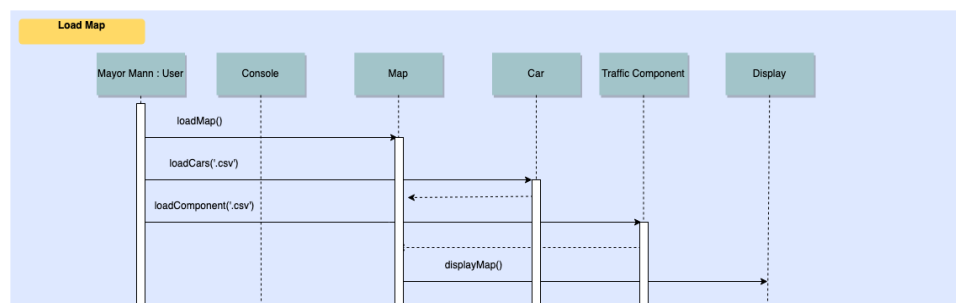 Load Map
Mayor Mann : User
Console
Map
Car
Traffic Component
Display
loadMap()
loadCars('.csv')
loadComponent('.csv')
displayMap()